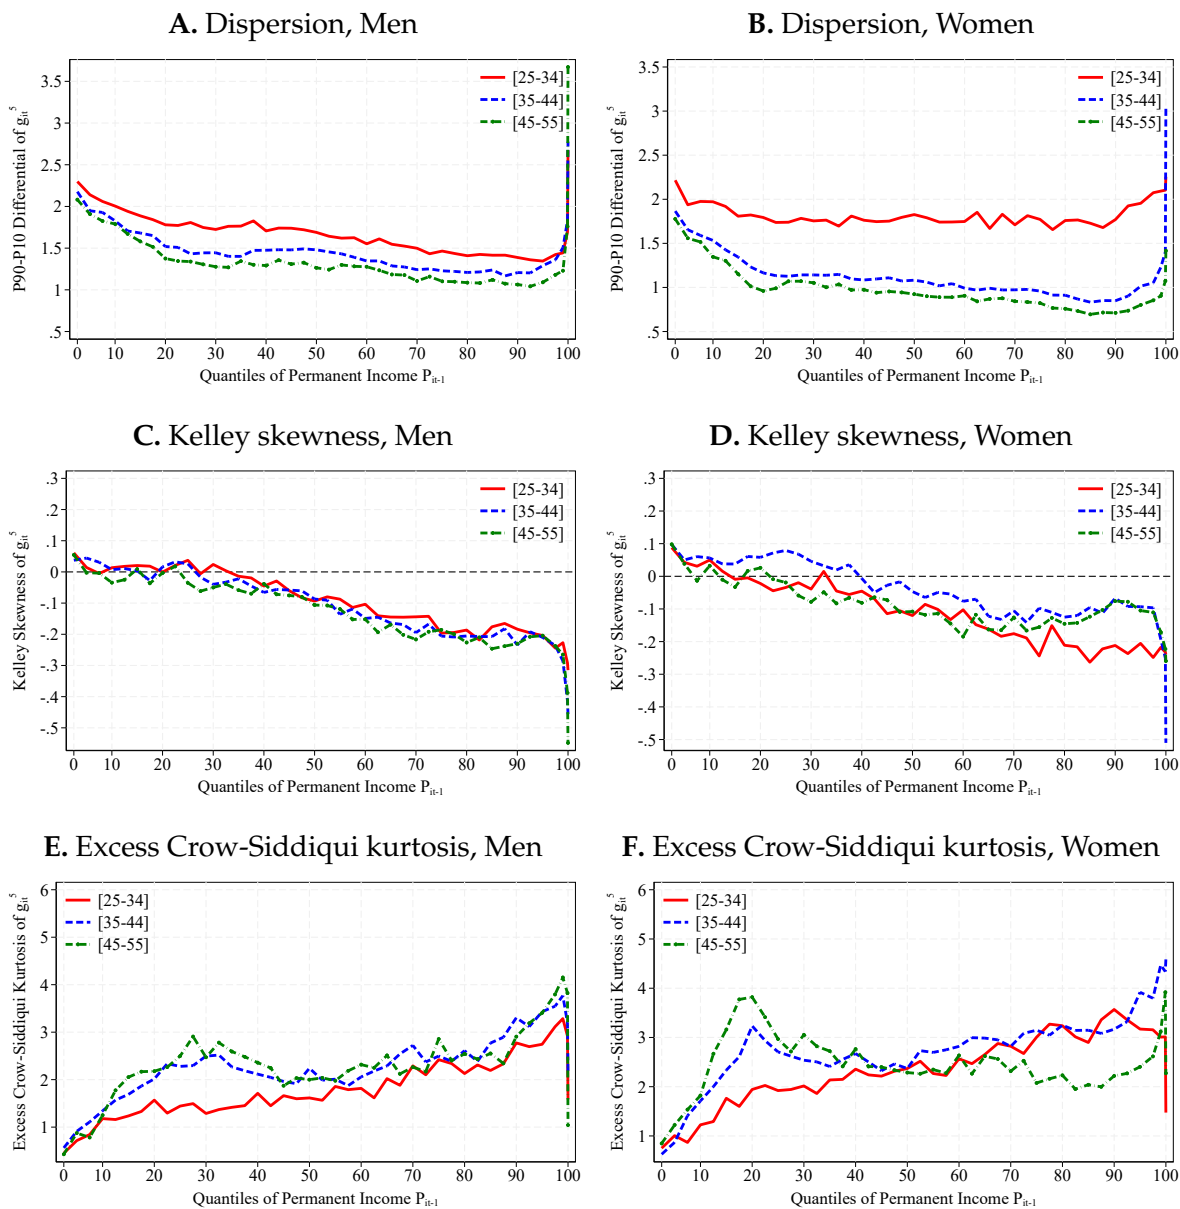 A. Dispersion, Men
P90-P10 Differential of g_it^5
3.5
3
2.5
2
1.5
1
.5
[25-34]
[35-44]
[45-55]
0 10 20 30 40 50 60 70 80 90 100
Quantiles of Permanent Income P_it-1
B. Dispersion, Women
P90-P10 Differential of g_it^5
3.5
3
2.5
2
1.5
1
.5
[25-34]
[35-44]
[45-55]
0 10 20 30 40 50 60 70 80 90 100
Quantiles of Permanent Income P_it-1
C. Kelley skewness, Men
Kelley Skewness of g_it^5
.3
.2
.1
0
-.1
-.2
-.3
-.4
-.5
[25-34]
[35-44]
[45-55]
0 10 20 30 40 50 60 70 80 90 100
Quantiles of Permanent Income P_it-1
D. Kelley skewness, Women
Kelley Skewness of g_it^5
.3
.2
.1
0
-.1
-.2
-.3
-.4
-.5
[25-34]
[35-44]
[45-55]
0 10 20 30 40 50 60 70 80 90 100
Quantiles of Permanent Income P_it-1
E. Excess Crow-Siddiqui kurtosis, Men
Excess Crow-Siddiqui Kurtosis of g_it^5
6
5
4
3
2
1
[25-34]
[35-44]
[45-55]
0 10 20 30 40 50 60 70 80 90 100
Quantiles of Permanent Income P_it-1
F. Excess Crow-Siddiqui kurtosis, Women
Excess Crow-Siddiqui Kurtosis of g_it^5
6
5
4
3
2
1
[25-34]
[35-44]
[45-55]
0 10 20 30 40 50 60 70 80 90 100
Quantiles of Permanent Income P_it-1